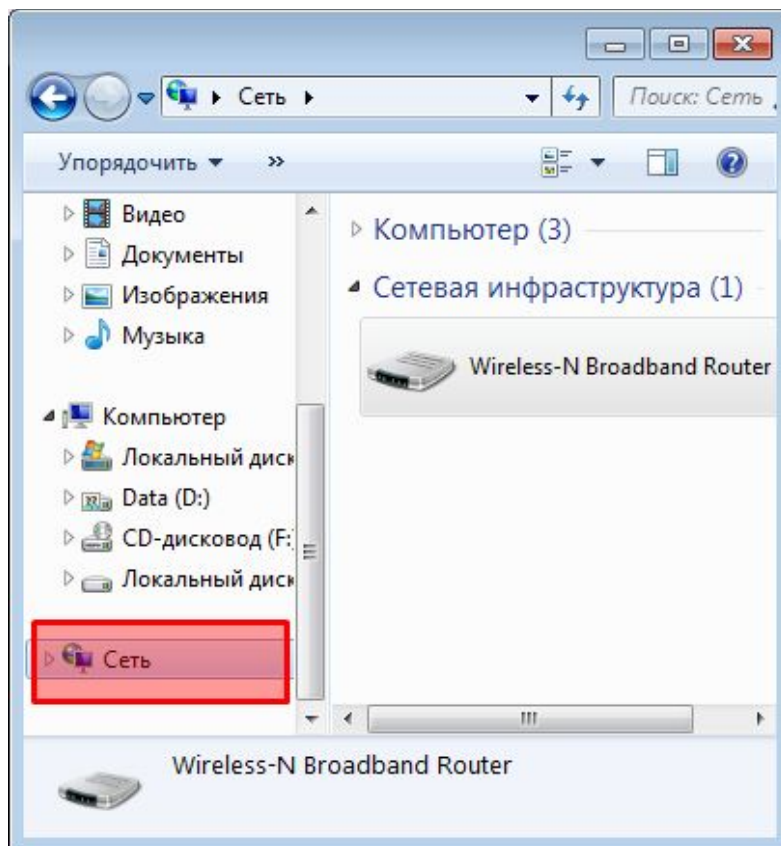 Сеть
Поиск: Сеть
Упорядочить
»
Видео
Документы
Изображения
Музыка
Компьютер
Локальный диск
Data (D:)
CD-дисковод (F:
Локальный диск
Сеть
Компьютер (3)
Сетевая инфраструктура (1)
Wireless-N Broadband Router
Wireless-N Broadband Router